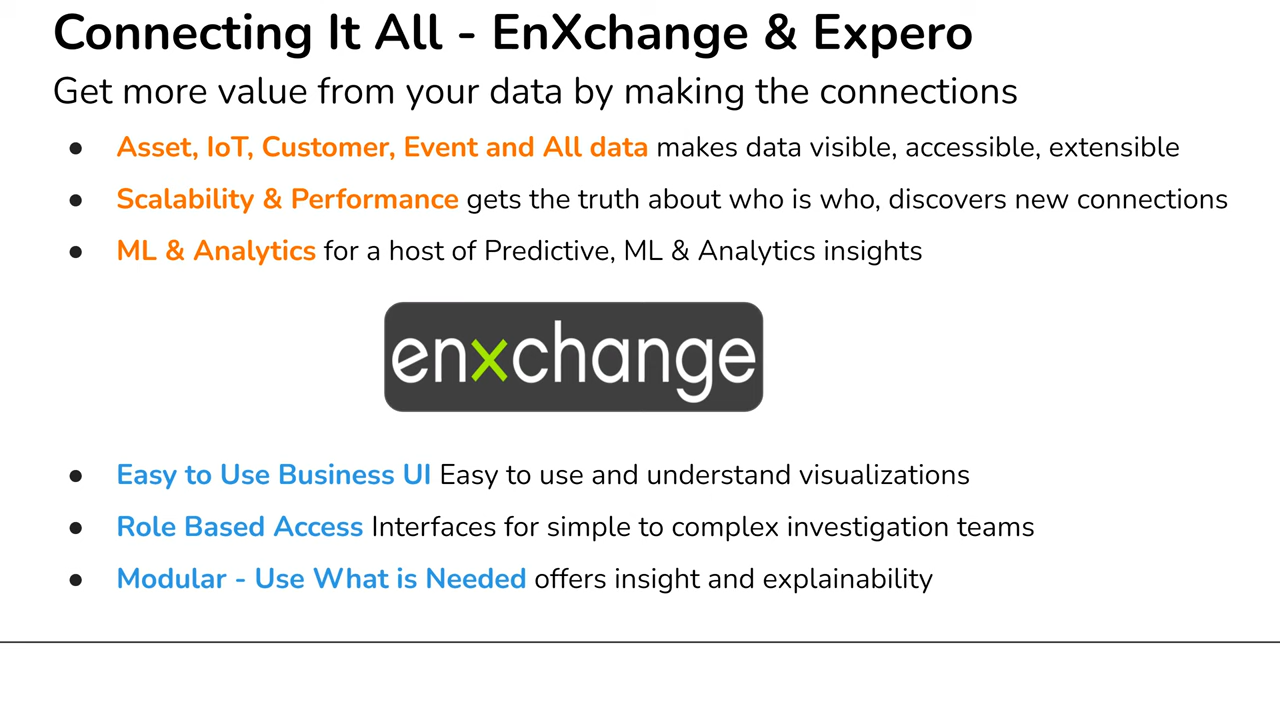 Connecting It All - EnXchange & Expero
Get more value from your data by making the connections
● Asset, IoT, Customer, Event and All data makes data visible, accessible, extensible
● Scalability & Performance gets the truth about who is who, discovers new connections
● ML & Analytics for a host of Predictive, ML & Analytics insights
enxchange
● Easy to Use Business UI Easy to use and understand visualizations
● Role Based Access Interfaces for simple to complex investigation teams
● Modular - Use What is Needed offers insight and explainability